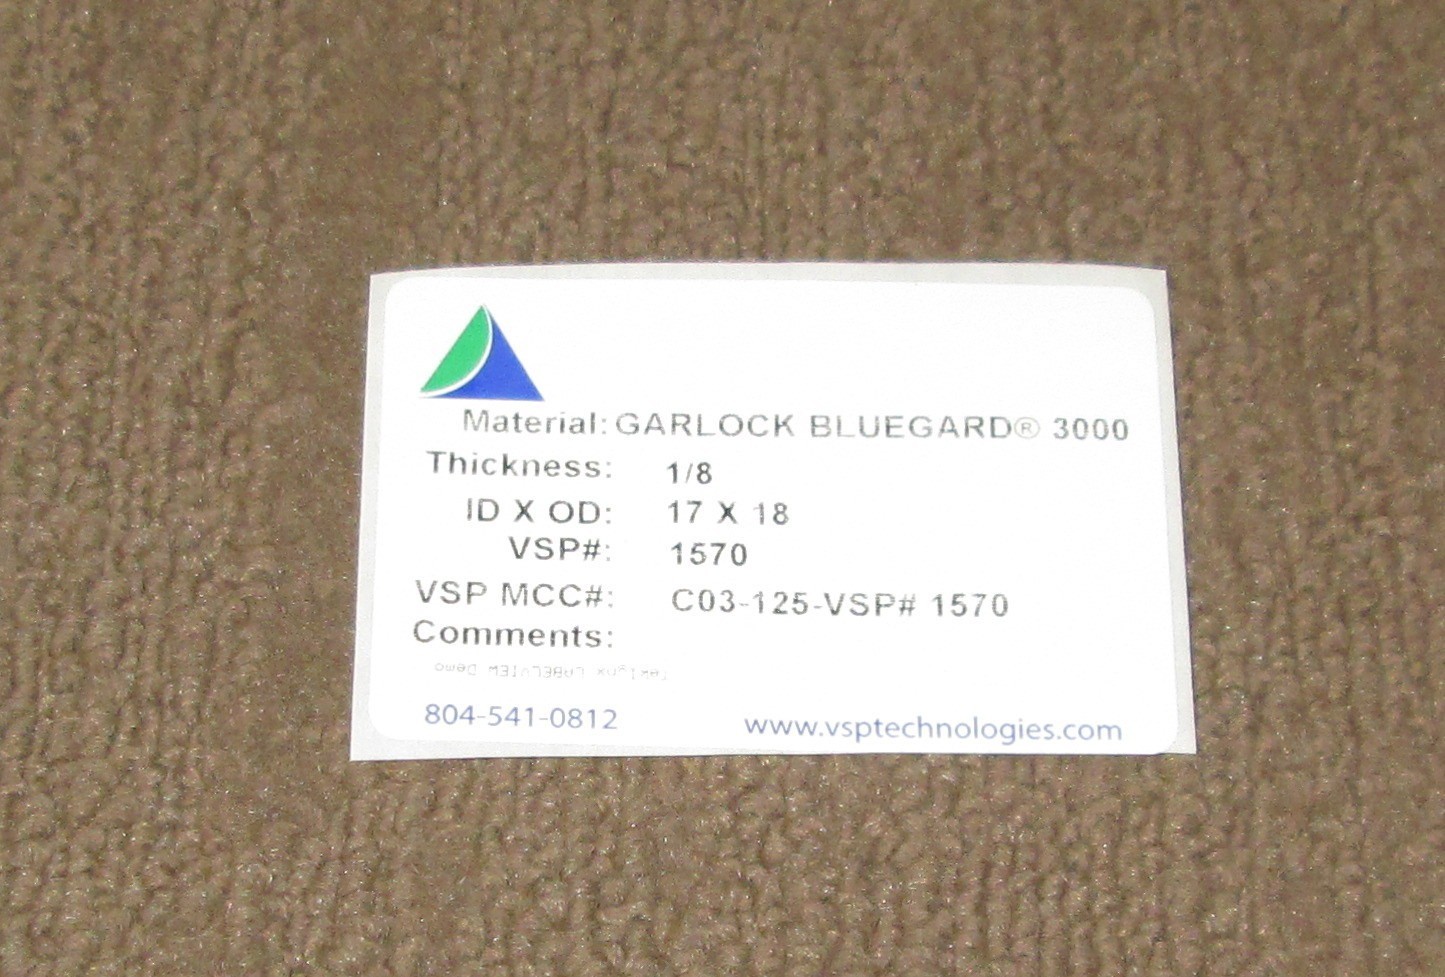 Material: GARLOCK BLUEGARD® 3000
Thickness: 1/8
ID X OD: 17 X 18
VSP#: 1570
VSP MCC#: C03-125-VSP# 1570
Comments:
Demo
804-541-0812 www.vsptechnologies.com